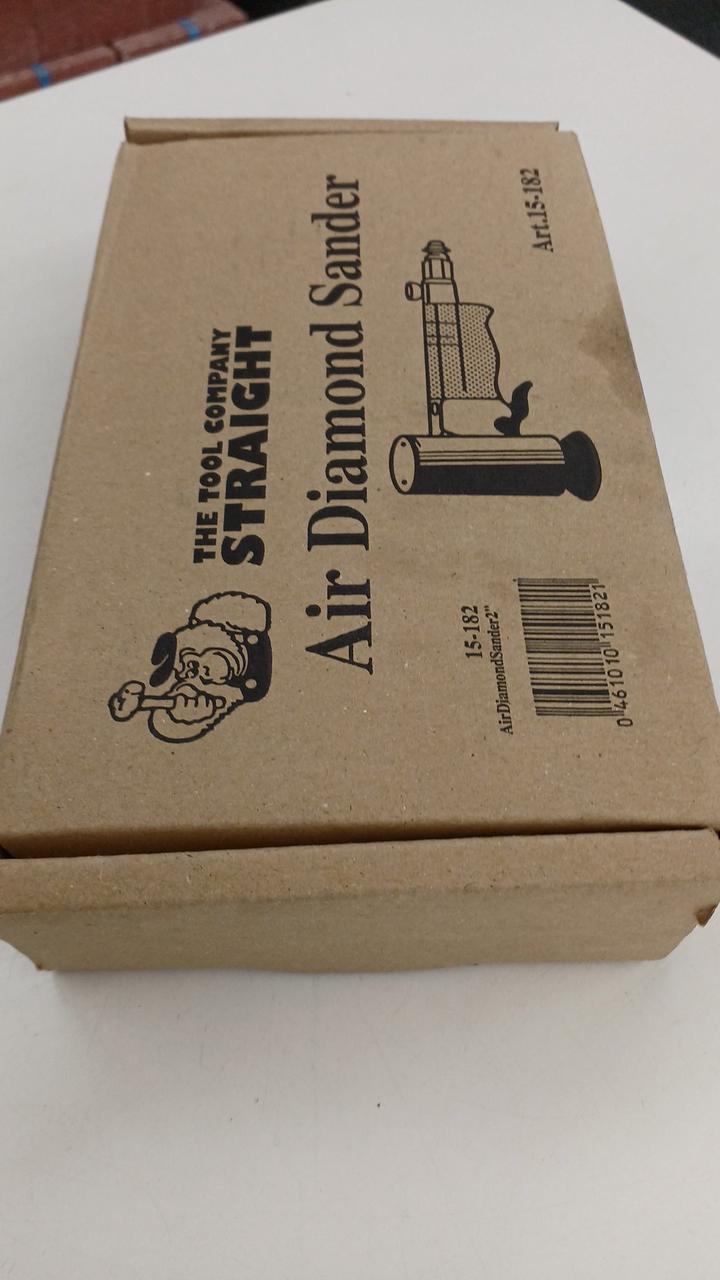 THE TOOL COMPANY
STRAIGHT
Air Diamond Sander
15-182
AirDiamondSander2"
0 461010 151821
Art.15-182